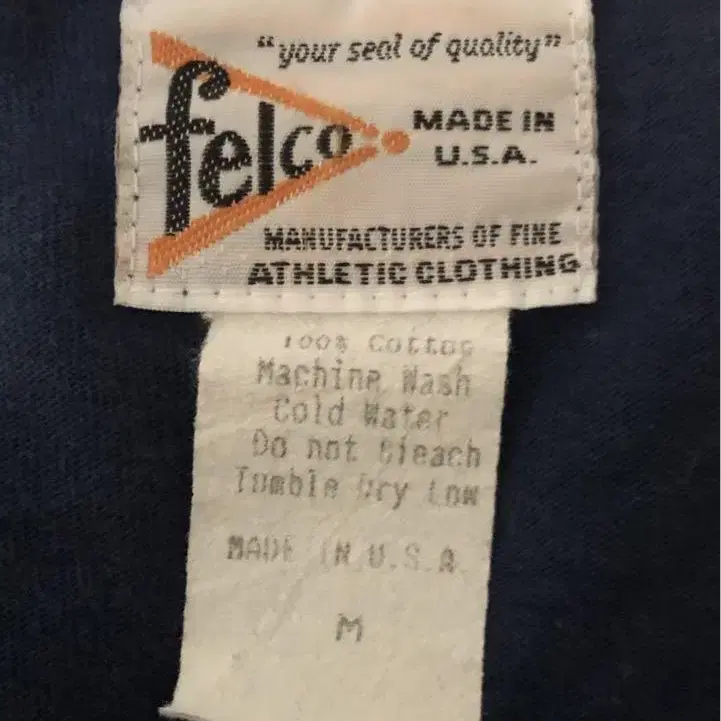 "your seal of quality"
felco
MADE IN
U.S.A.
MANUFACTURERS OF FINE
ATHLETIC CLOTHING
100% Cotton
Machine Wash
Cold Water
Do not Bleach
Tumble Dry Low
MADE IN U.S.A.
M